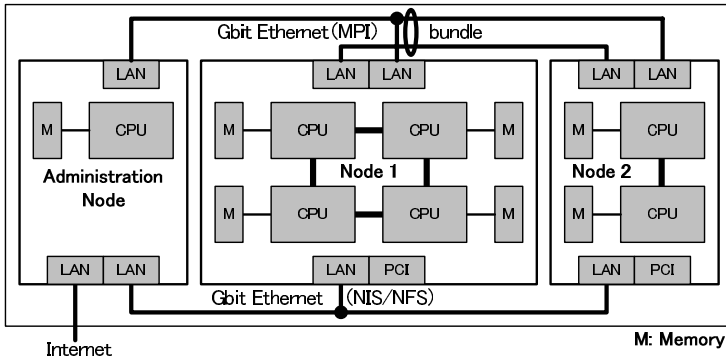 Gbit Ethernet(MPI) bundle
LAN LAN LAN LAN LAN
M CPU CPU CPU M M CPU
Administration
Node
Node 1 Node 2
M CPU CPU M M CPU
LAN LAN LAN PCI LAN PCI
Gbit Ethernet (NIS/NFS)
Internet
M: Memory